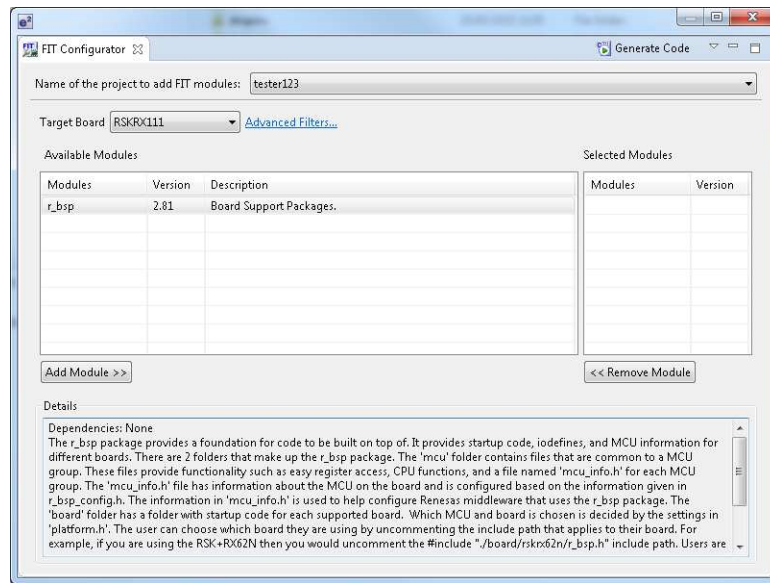 e²
FIT Configurator
Generate Code
Name of the project to add FIT modules: tester123
Target Board RSKRX111 Advanced Filters...
Available Modules
Selected Modules
Modules Version Description
Modules Version
r_bsp 2.81 Board Support Packages.
Add Module >>
<< Remove Module
Details
Dependencies: None
The r_bsp package provides a foundation for code to be built on top of. It provides startup code, iodefines, and MCU information for
different boards. There are 2 folders that make up the r_bsp package. The 'mcu' folder contains files that are common to a MCU
group. These files provide functionality such as easy register access, CPU functions, and a file named 'mcu_info.h' for each MCU
group. The 'mcu_info.h' file has information about the MCU on the board and is configured based on the information given in
r_bsp_config.h. The information in 'mcu_info.h' is used to help configure Renesas middleware that uses the r_bsp package. The
'board' folder has a folder with startup code for each supported board.  Which MCU and board is chosen is decided by the settings in
'platform.h'. The user can choose which board they are using by uncommenting the include path that applies to their board. For
example, if you are using the RSK+RX62N then you would uncomment the #include "./board/rskrx62n/r_bsp.h" include path. Users are